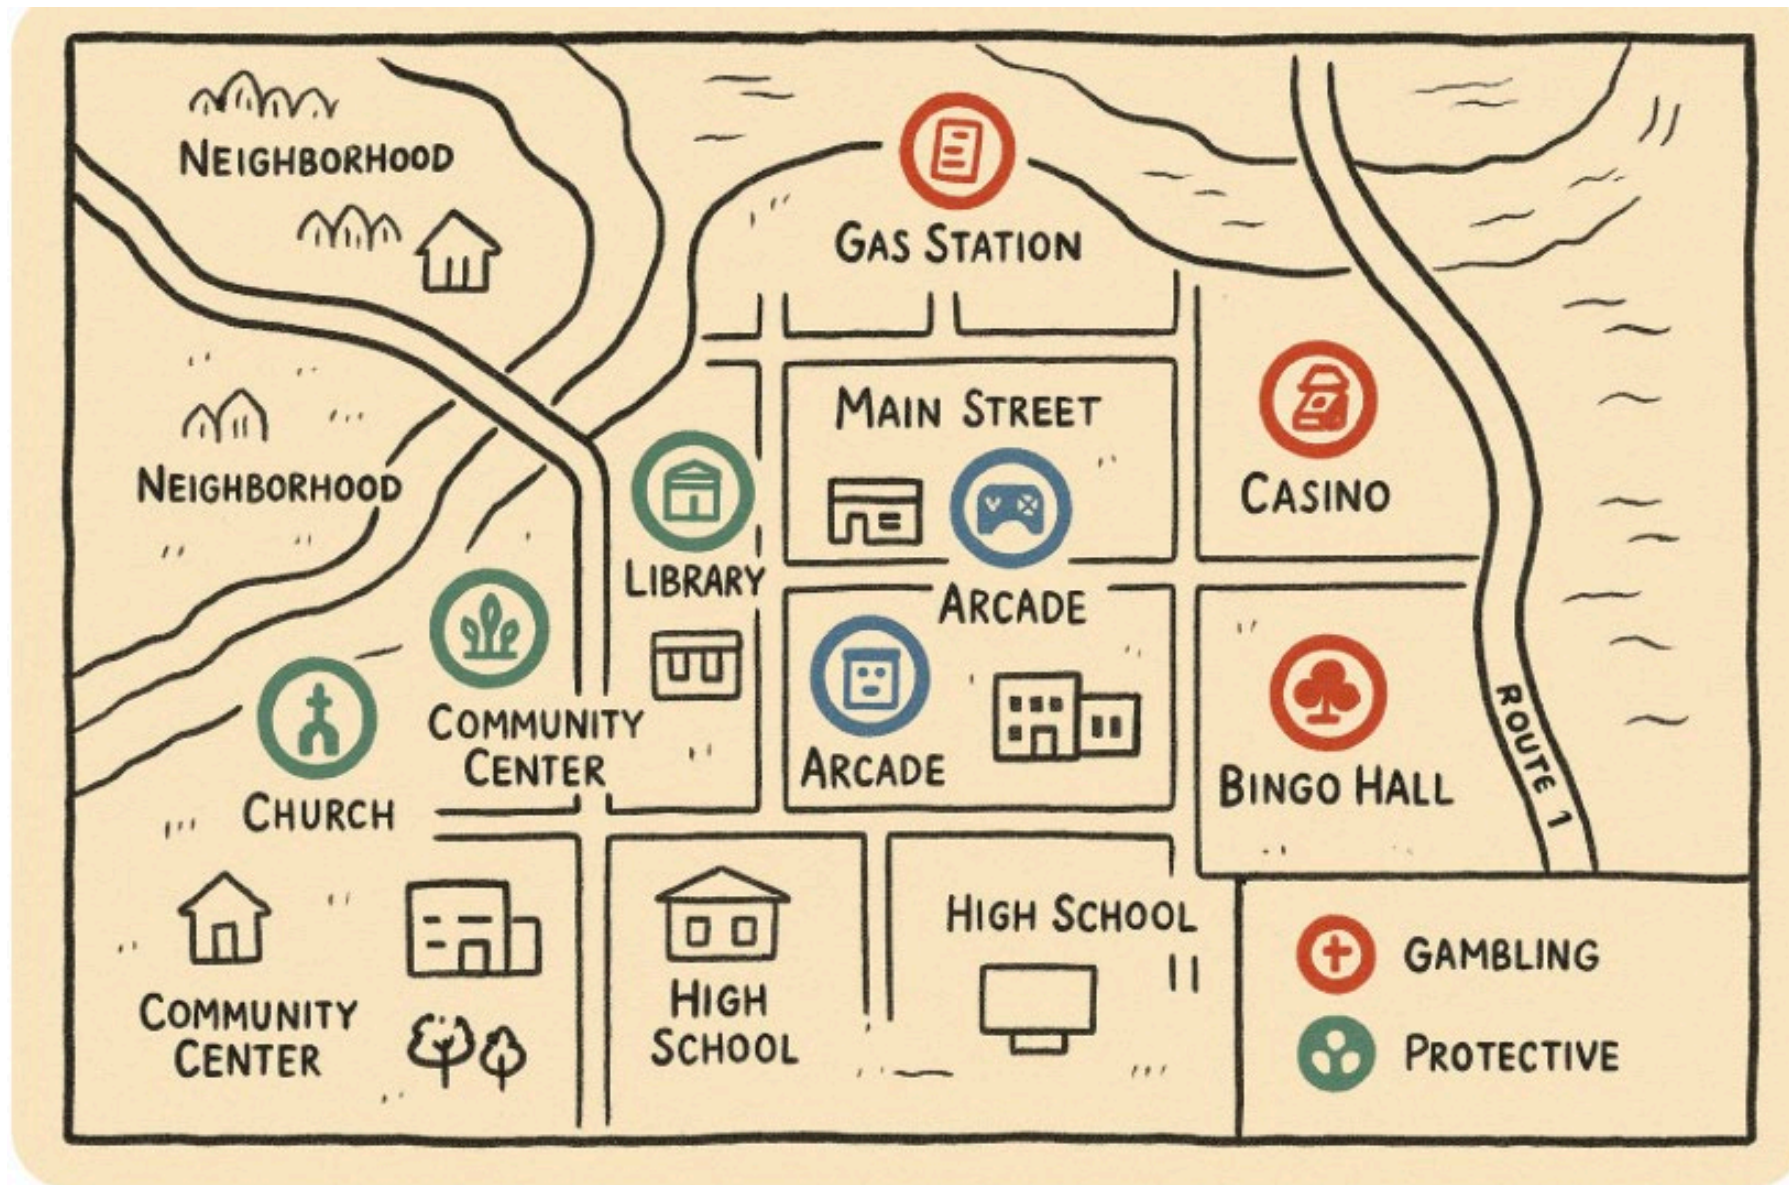 NEIGHBORHOOD
GAS STATION
MAIN STREET
CASINO
NEIGHBORHOOD
LIBRARY
ARCADE
COMMUNITY
CENTER
ARCADE
BINGO HALL
ROUTE 1
CHURCH
HIGH SCHOOL
HIGH
SCHOOL
COMMUNITY
CENTER
GAMBLING
PROTECTIVE